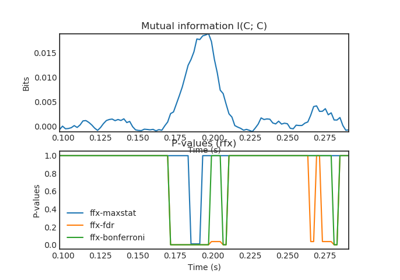 Mutual information I(C; C)
Bits
0.015
0.010
0.005
0.000
0.100 0.125 0.150 0.175 0.200 0.225 0.250 0.275
Time (s)
P-values (rfx)
P-values
1.0
0.8
0.6
0.4
0.2
0.0
ffx-maxstat
ffx-fdr
ffx-bonferroni
0.100 0.125 0.150 0.175 0.200 0.225 0.250 0.275
Time (s)